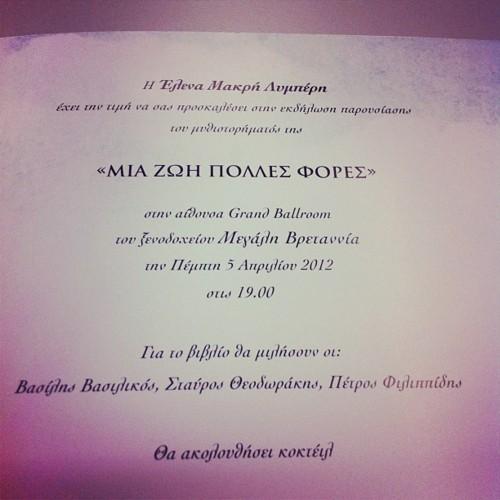 Η Έλενα Μακρή Λυμπέρη
έχει την τιμή να σας προσκαλέσει στην εκδήλωση παρουσίασης
του μυθιστορήματός της
«ΜΙΑ ΖΩΗ ΠΟΛΛΕΣ ΦΟΡΕΣ»
στην αίθουσα Grand Ballroom
του ξενοδοχείου Μεγάλη Βρεταννία
την Πέμπτη 5 Απριλίου 2012
στις 19.00
Για το βιβλίο θα μιλήσουν οι:
Βασίλης Βασιλικός, Σταύρος Θεοδωράκης, Πέτρος Φιλιππίδης
Θα ακολουθήσει κοκτέιλ